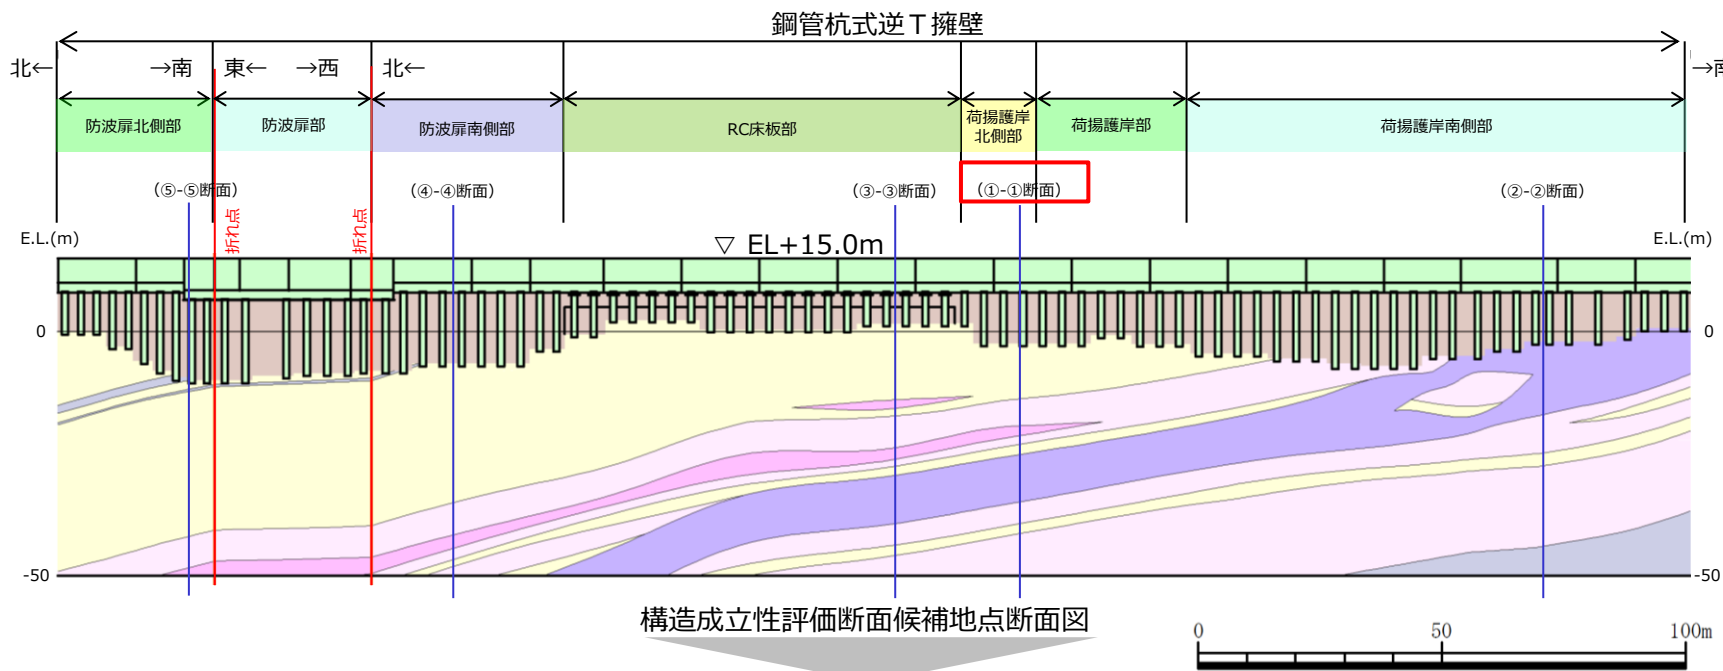 鋼管杭式逆T擁壁
北←
→南
東←
→西
北←
→南
防波扉北側部
防波扉部
防波扉南側部
RC床板部
荷揚護岸
北側部
荷揚護岸部
荷揚護岸南側部
(⑤-⑤断面)
(④-④断面)
(③-③断面)
(①-①断面)
(②-②断面)
折れ点
折れ点
E.L.(m)
▽ EL+15.0m
E.L.(m)
0
0
-50
-50
構造成立性評価断面候補地点断面図
0
50
100m